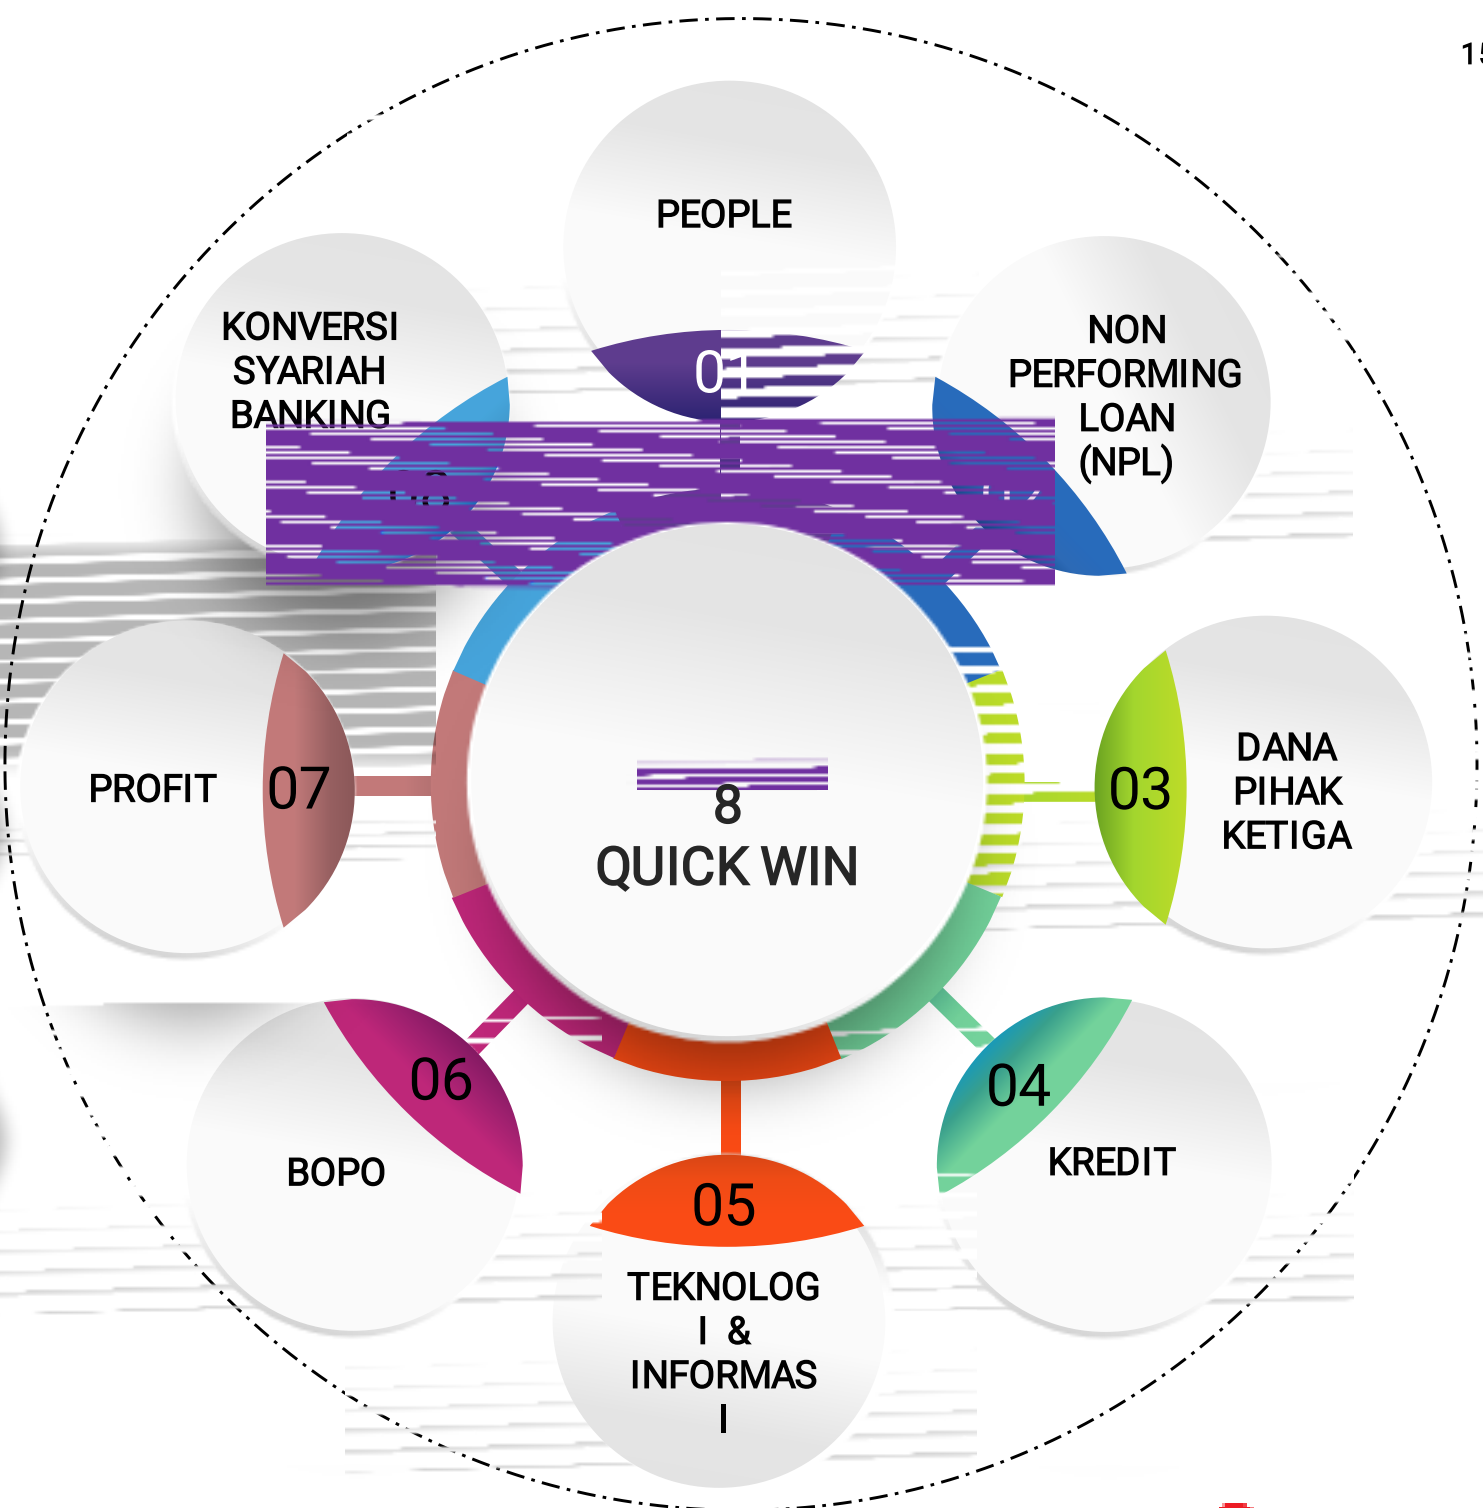 PEOPLE
01
NON
PERFORMING
LOAN
(NPL)
DANA
PIHAK
KETIGA
03
KREDIT
04
05
TEKNOLOG
I &
INFORMAS
I
BOPO
06
PROFIT
07
KONVERSI
SYARIAH
BANKING
8
QUICK WIN